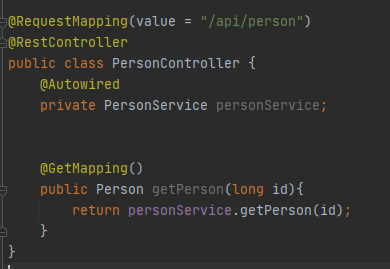 @RequestMapping(value = "/api/person")
@RestController
public class PersonController {
    @Autowired
    private PersonService personService;
    @GetMapping()
    public Person getPerson(long id){
        return personService.getPerson(id);
    }
}